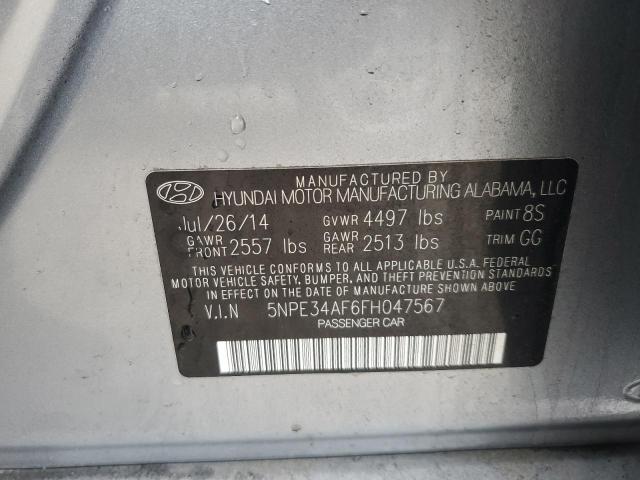 MANUFACTURED BY
HYUNDAI MOTOR MANUFACTURING ALABAMA, LLC
Jul/26/14 GVWR 4497 lbs PAINT 8S
GAWR FRONT 2557 lbs GAWR REAR 2513 lbs TRIM GG
THIS VEHICLE CONFORMS TO ALL APPLICABLE U.S.A. FEDERAL
MOTOR VEHICLE SAFETY, BUMPER, AND THEFT PREVENTION STANDARDS
IN EFFECT ON THE DATE OF MANUFACTURE SHOWN ABOVE
V.I.N 5NPE34AF6FH047567
PASSENGER CAR